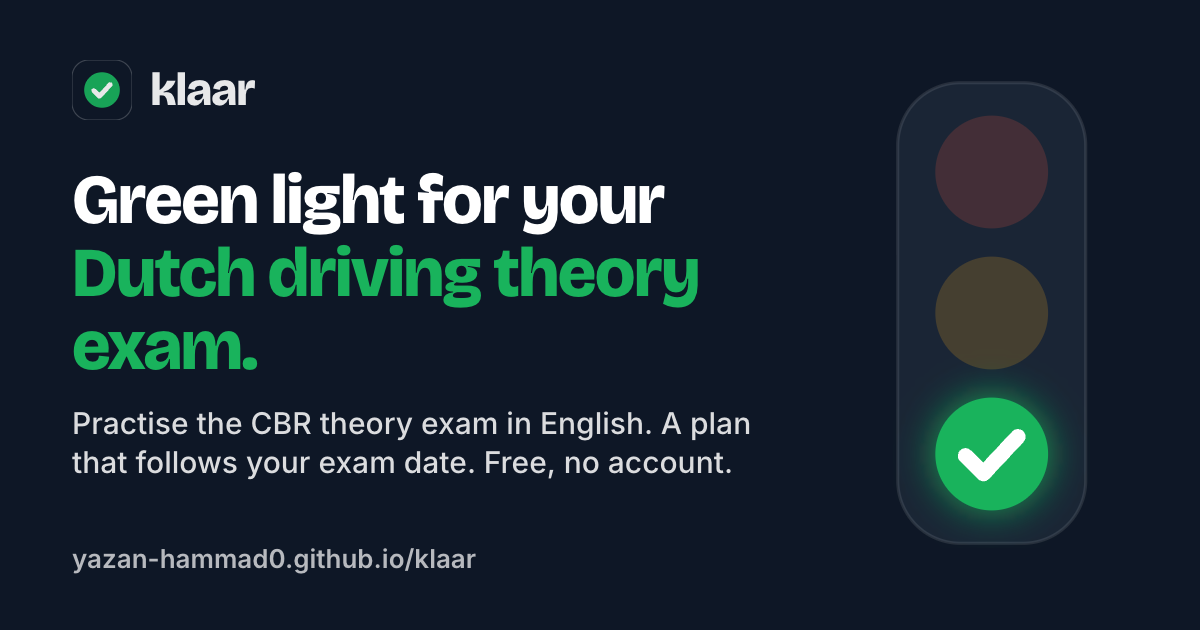 klaar
Green light for your
Dutch driving theory
exam.
Practise the CBR theory exam in English. A plan
that follows your exam date. Free, no account.
yazan-hammad0.github.io/klaar